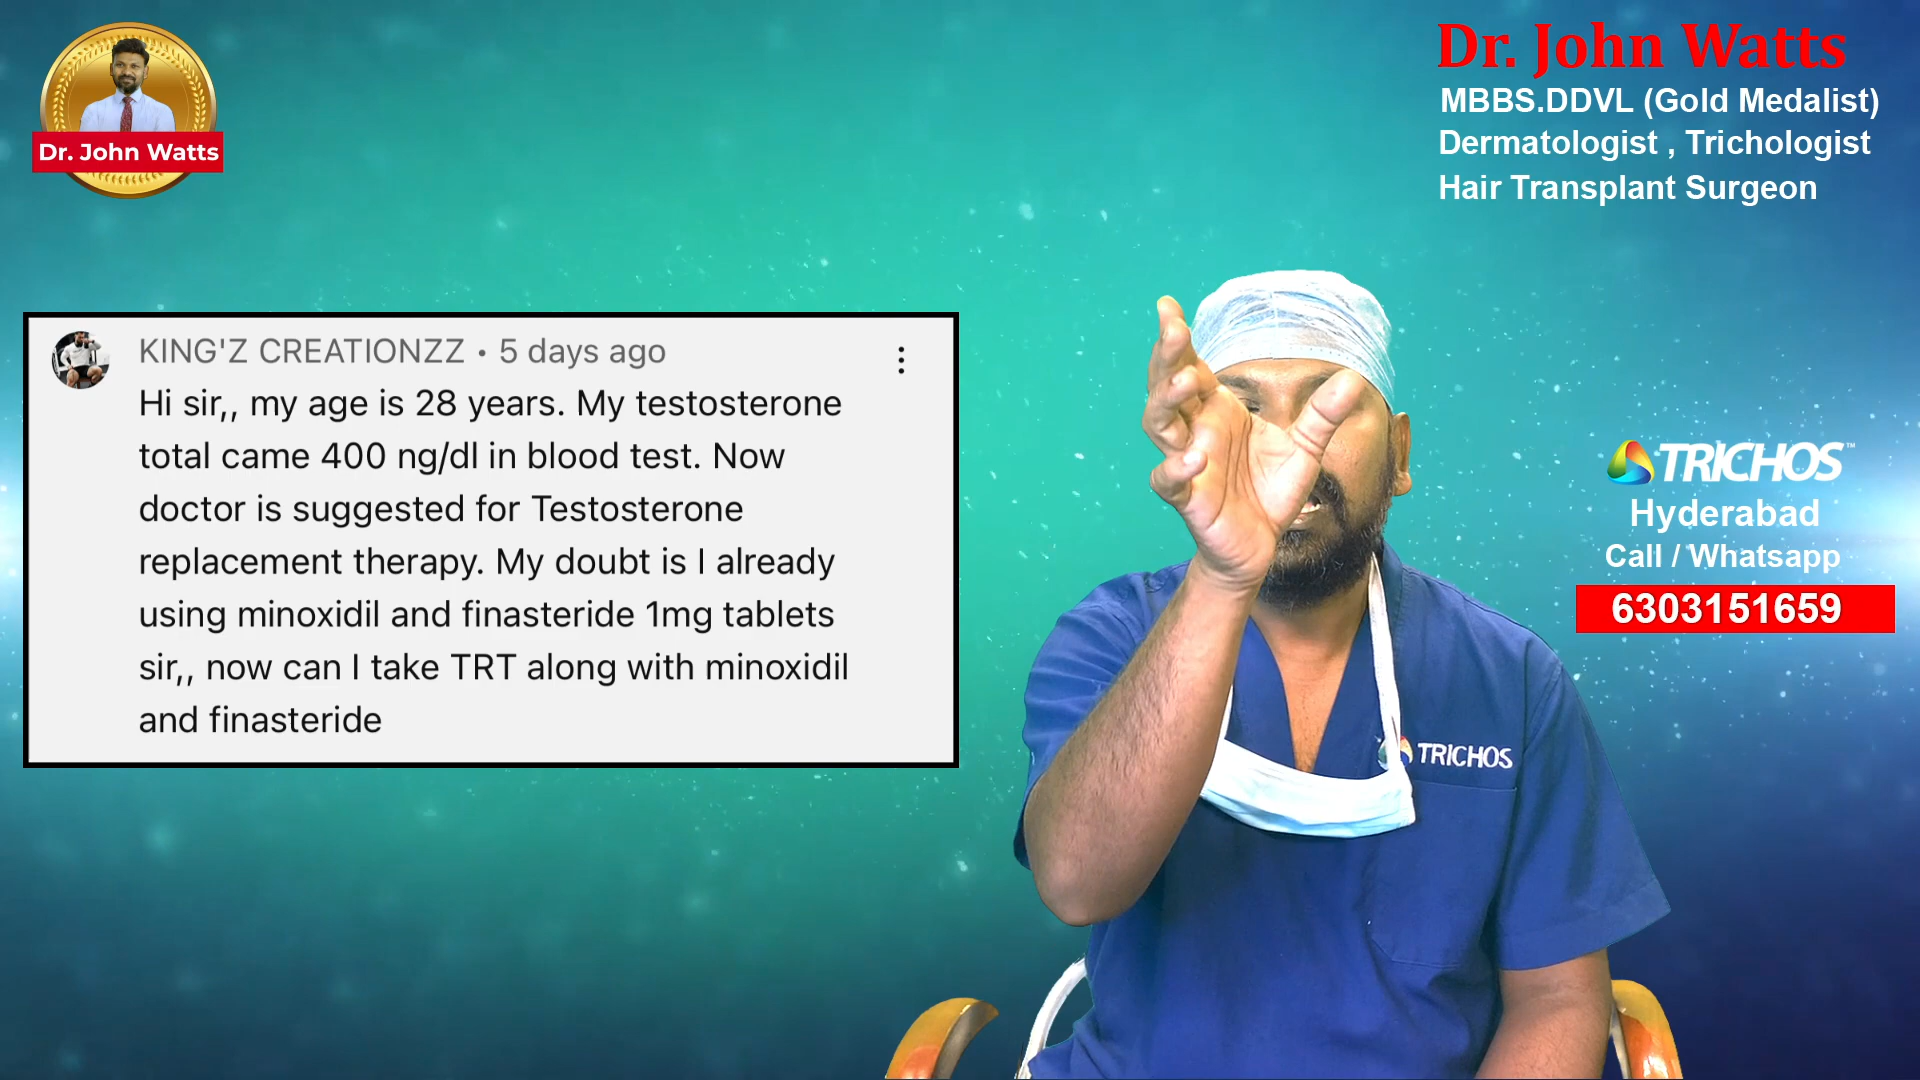 Dr. John Watts
Dr. John Watts
MBBS.DDVL (Gold Medalist)
Dermatologist , Trichologist
Hair Transplant Surgeon
KING'Z CREATIONZZ • 5 days ago
Hi sir,, my age is 28 years. My testosterone
total came 400 ng/dl in blood test. Now
doctor is suggested for Testosterone
replacement therapy. My doubt is I already
using minoxidil and finasteride 1mg tablets
sir,, now can I take TRT along with minoxidil
and finasteride
TRICHOS™
Hyderabad
Call / Whatsapp
6303151659
TRICHOS